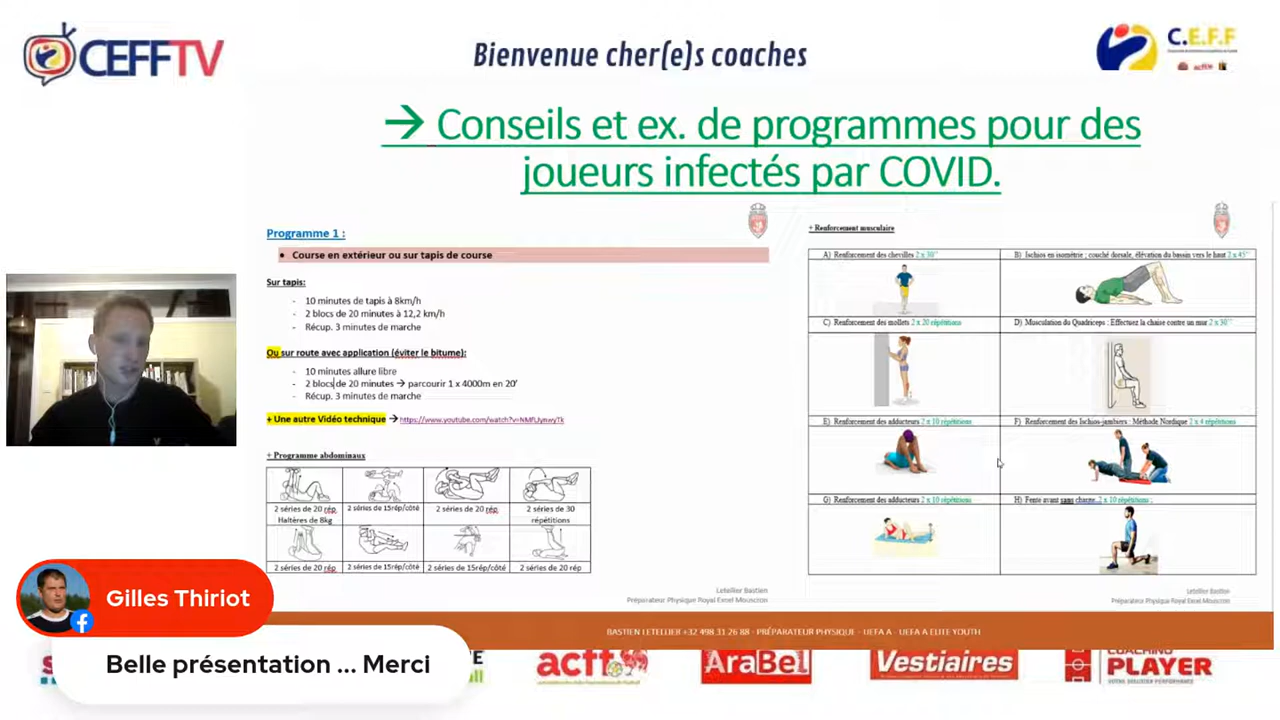 CEFFTV
Bienvenue cher(e)s coaches
C.E.F.F
→ Conseils et ex. de programmes pour des
joueurs infectés par COVID.
Programme 1 :
• Course en extérieur ou sur tapis de course
Sur tapis:
- 10 minutes de tapis à 8km/h
- 2 blocs de 20 minutes à 12,2 km/h
- Récup. 3 minutes de marche
Ou sur route avec application (éviter le bitume):
- 10 minutes allure libre
- 2 blocs de 20 minutes → parcourir 1 x 4000m en 20'
- Récup. 3 minutes de marche
+ Une autre Vidéo technique →
+ Programme abdominaux
2 séries de 20 rép.
Haltères de 8kg
2 séries de 15rép/côté
2 séries de 20 rép.
2 séries de 30
répétitions
2 séries de 20 rép
2 séries de 15rép/côté
2 séries de 15rép/côté
2 séries de 20 rép
Letellier Bastien
Préparateur Physique Royal Excel Mouscron
+ Renforcement musculaire
A) Renforcement des chevilles 2 x 30''
B) Ischios en isométrie ; couché dorsale, élévation du bassin vers le haut 2 x 45''
C) Renforcement des mollets 2 x 20 répétitions
D) Musculation du Quadriceps : Effectuez la chaise contre un mur 2 x 30''
E) Renforcement des adducteurs 2 x 10 répétitions
F) Renforcement des Ischios-jambiers : Méthode Nordique 2 x 4 répétitions
G) Renforcement des adducteurs 2 x 10 répétitions
H) Fente avant sans charge 2 x 10 répétitions ;
Letellier Bastien
Préparateur Physique Royal Excel Mouscron
BASTIEN LETELLIER +32 498 31 26 88 - PRÉPARATEUR PHYSIQUE - UEFA A - UEFA A ELITE YOUTH
Gilles Thiriot
Belle présentation ... Merci
acff
AraBel
Vestiaires
COACHING
PLAYER